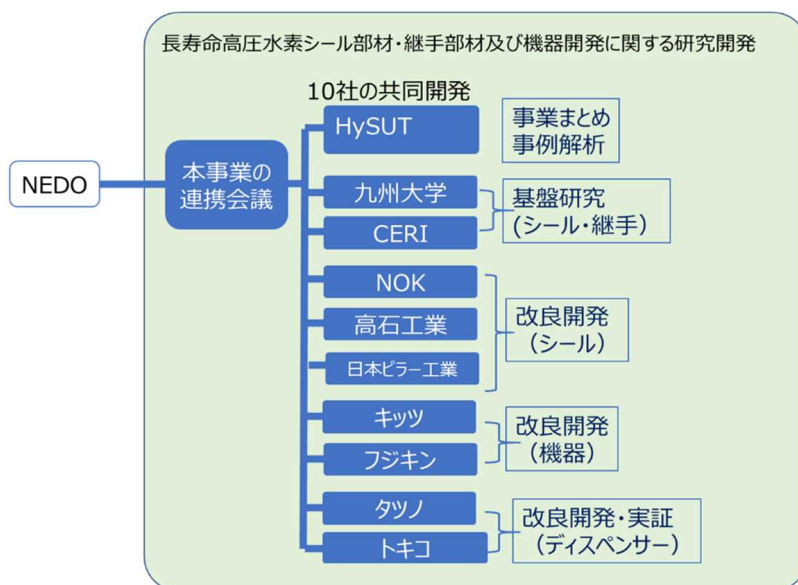 長寿命高圧水素シール部材・継手部材及び機器開発に関する研究開発
10社の共同開発
NEDO
本事業の
連携会議
HySUT
事業まとめ
事例解析
九州大学
CERI
基盤研究
(シール・継手)
NOK
高石工業
日本ピラー工業
改良開発
(シール)
キッツ
フジキン
改良開発
(機器)
タツノ
トキコ
改良開発・実証
(ディスペンサー)